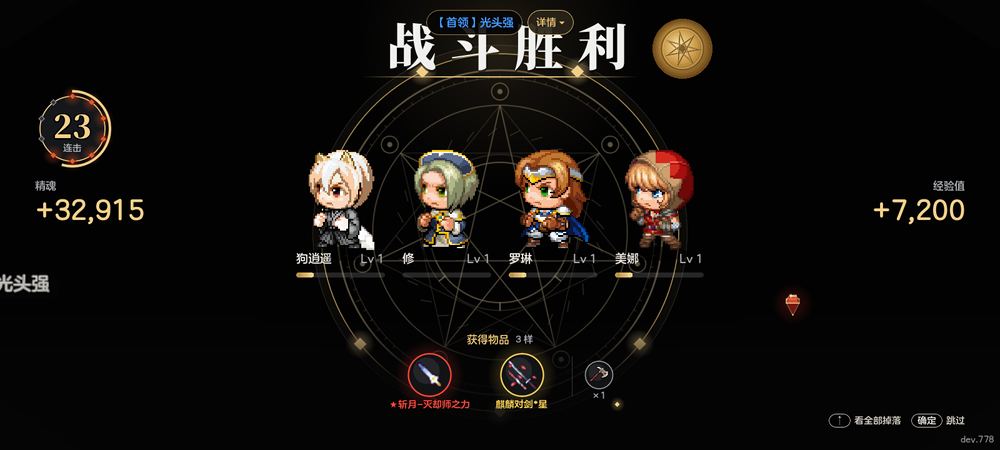 【首领】光头强
详情
战斗胜利
23
连击
精魂
+32,915
经验值
+7,200
狗逍遥 Lv 1
修 Lv 1
罗琳 Lv 1
美娜 Lv 1
光头强
获得物品 3 样
★斩月-灭却师之力
麒麟对剑*星
×1
↑ 看全部掉落 确定 跳过
dev.778